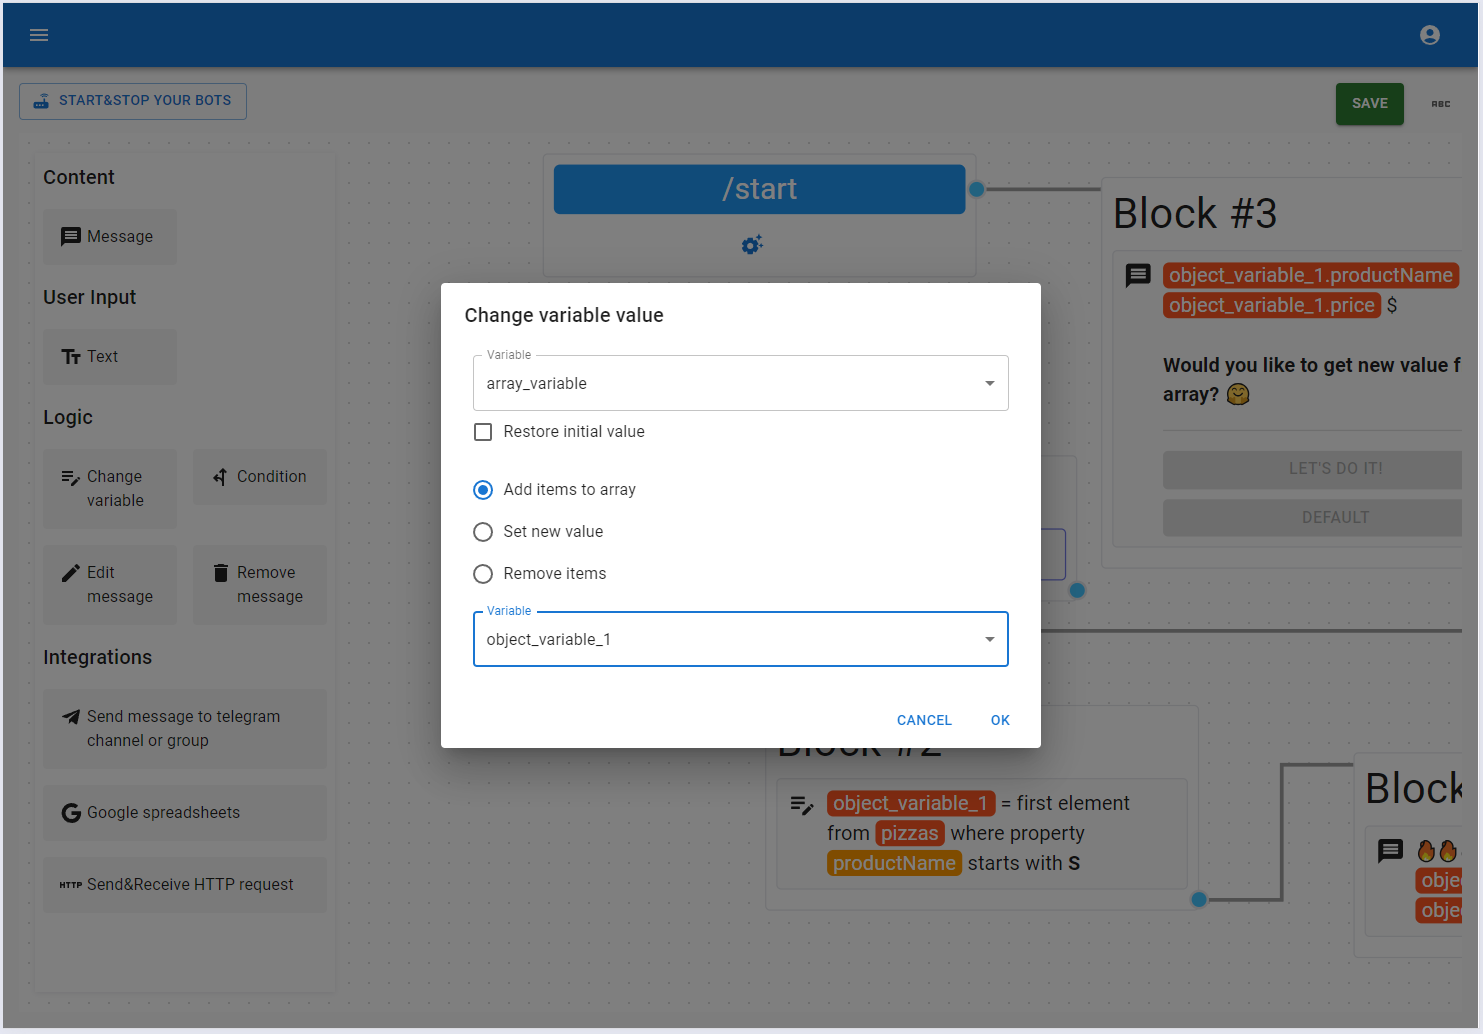 START&STOP YOUR BOTS
SAVE
ABC
Content
Message
User Input
Text
Logic
Change
variable
Condition
Edit
message
Remove
message
Integrations
Send message to telegram
channel or group
Google spreadsheets
HTTP Send&Receive HTTP request
/start
Block #3
object_variable_1.productName
object_variable_1.price $
Would you like to get new value f
array? 🤗
LET'S DO IT!
DEFAULT
Change variable value
Variable
array_variable
Restore initial value
Add items to array
Set new value
Remove items
Variable
object_variable_1
CANCEL
OK
Block #2
object_variable_1 = first element
from pizzas where property
productName starts with S
Block
🔥🔥
obje
obje